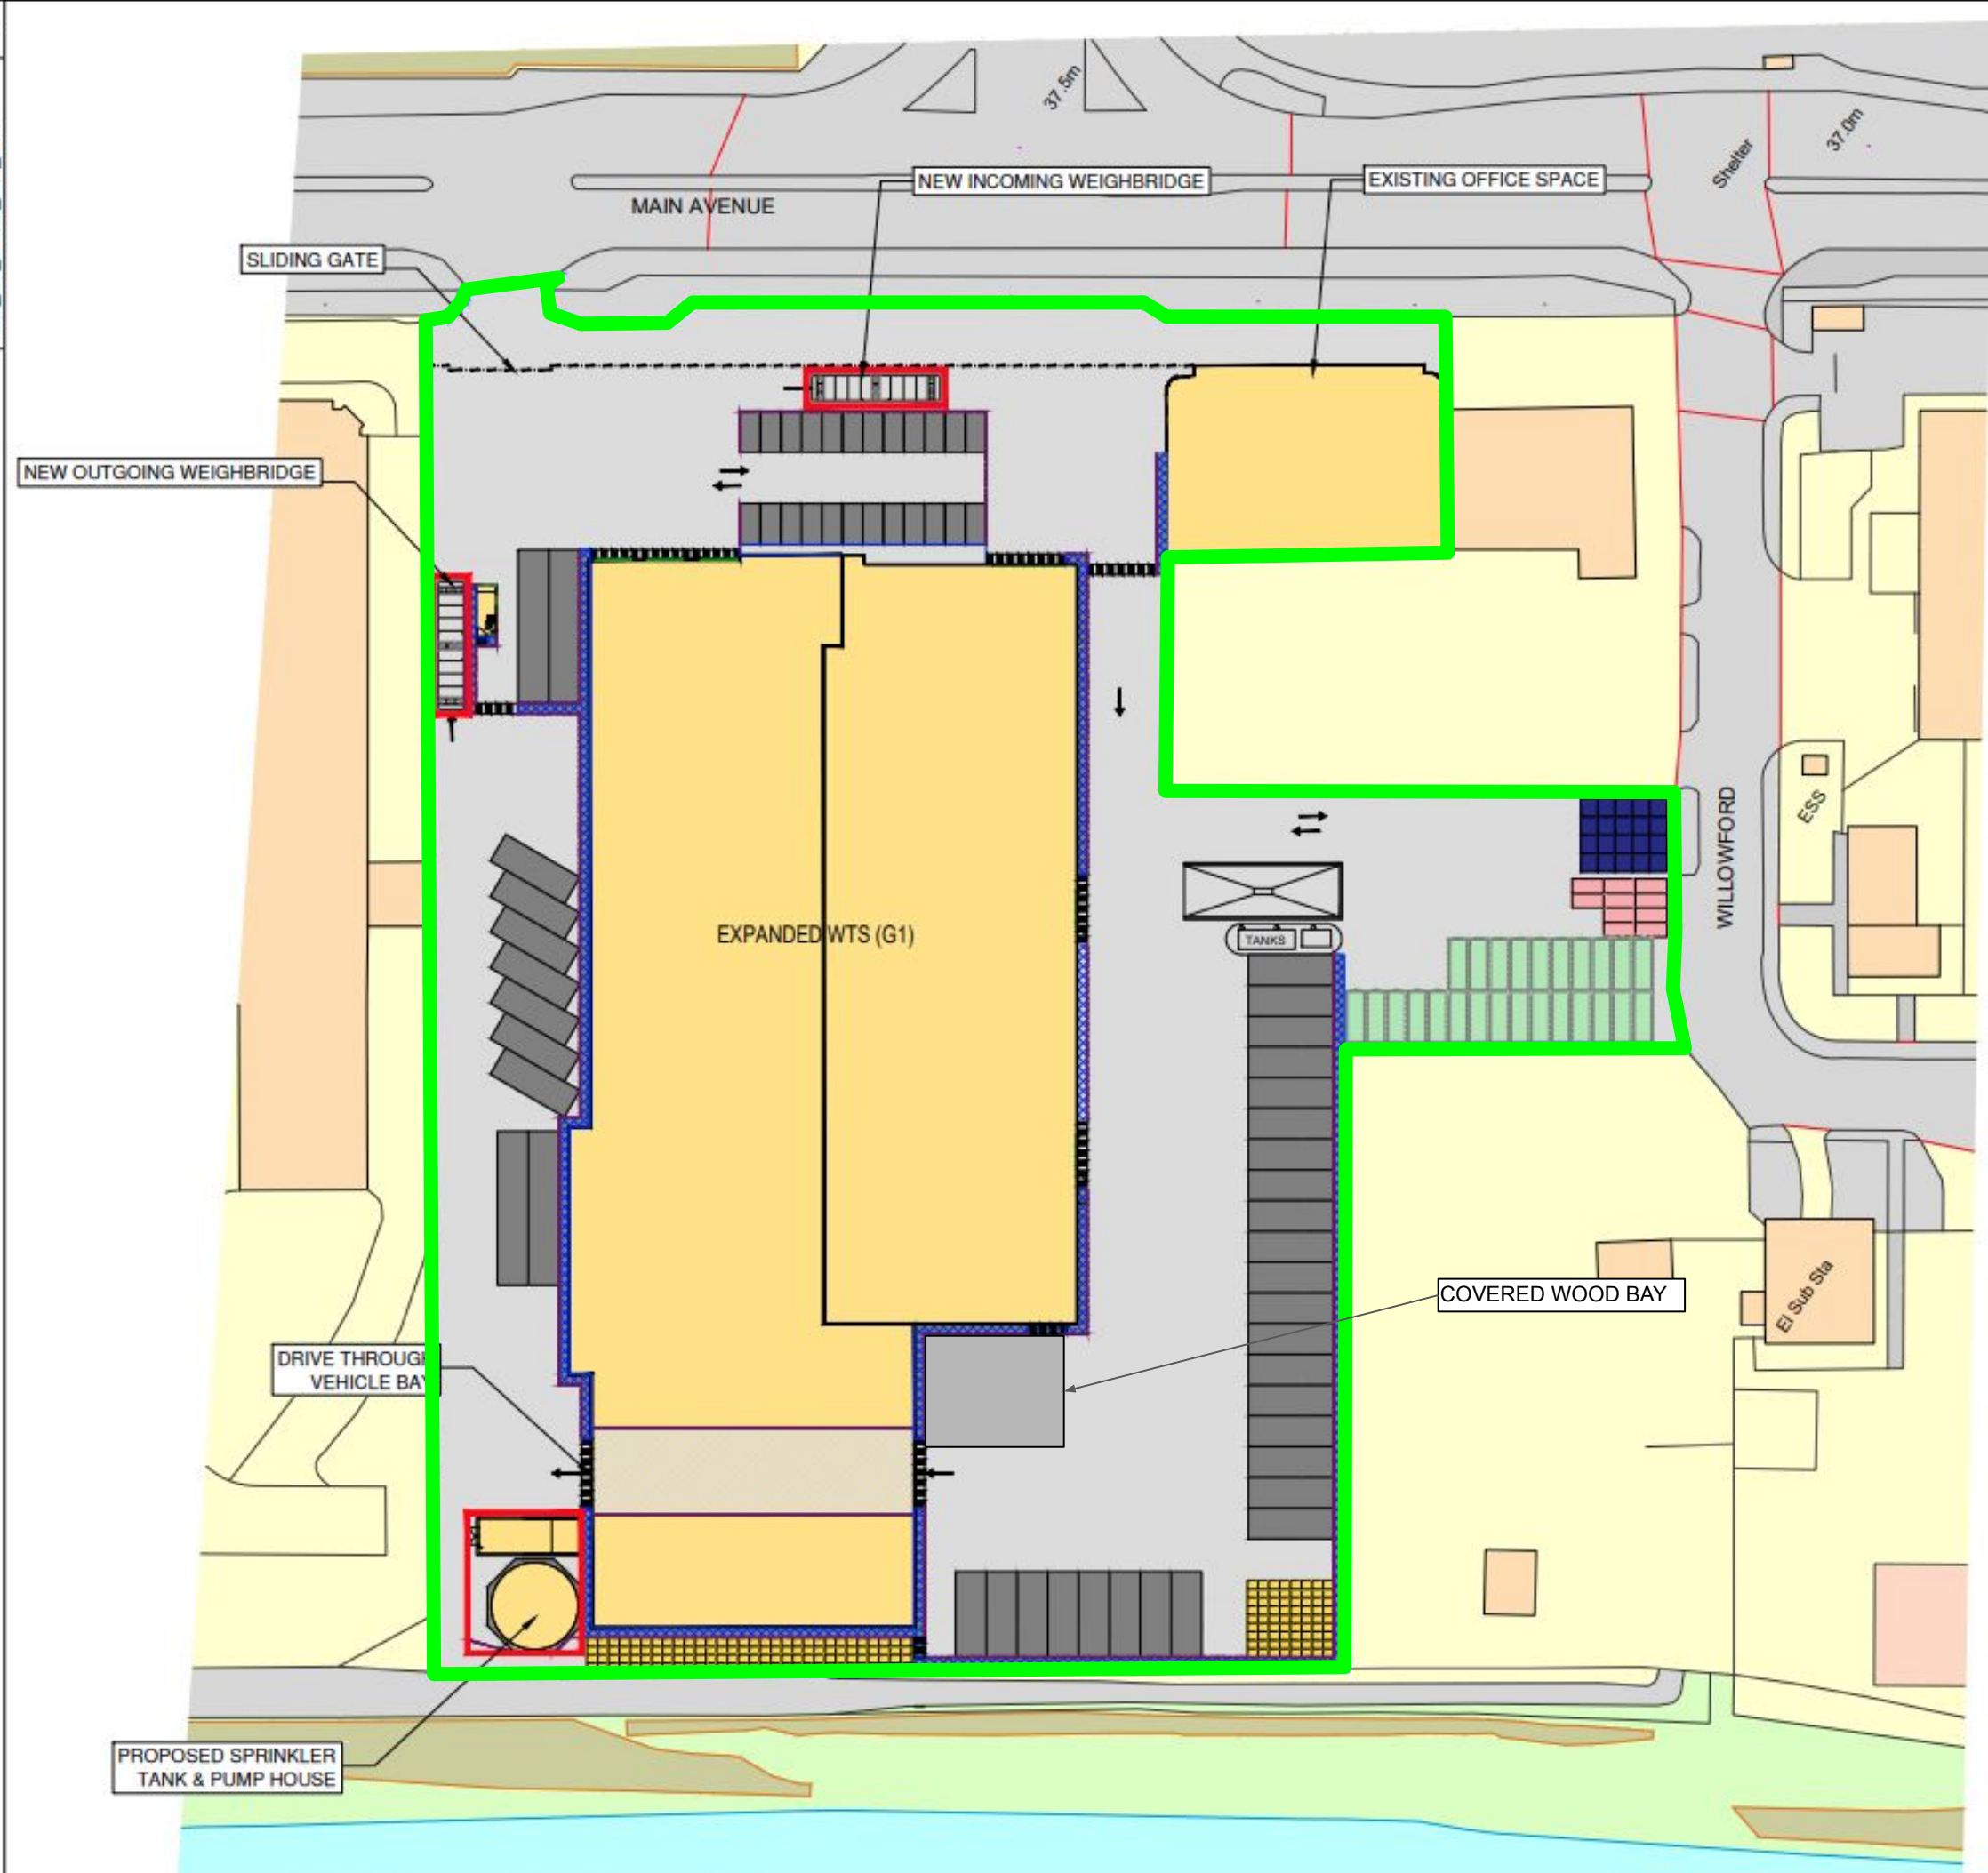 37.5m
37.0m
Shelter
NEW INCOMING WEIGHBRIDGE
EXISTING OFFICE SPACE
MAIN AVENUE
SLIDING GATE
NEW OUTGOING WEIGHBRIDGE
ESS
WILLOWFORD
EXPANDED WTS (G1)
TANKS
COVERED WOOD BAY
El Sub Sta
DRIVE THROUGH
VEHICLE BAY
PROPOSED SPRINKLER
TANK & PUMP HOUSE